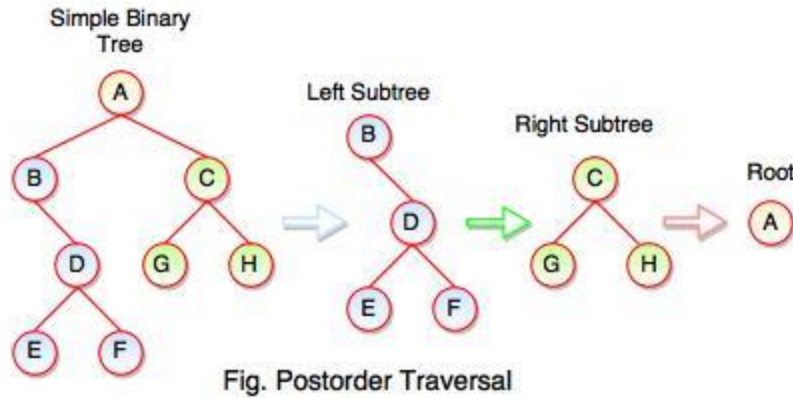 Simple Binary
Tree
A
B
C
D
G
H
E
F
Left Subtree
B
D
E
F
Right Subtree
C
G
H
Root
A
Fig. Postorder Traversal